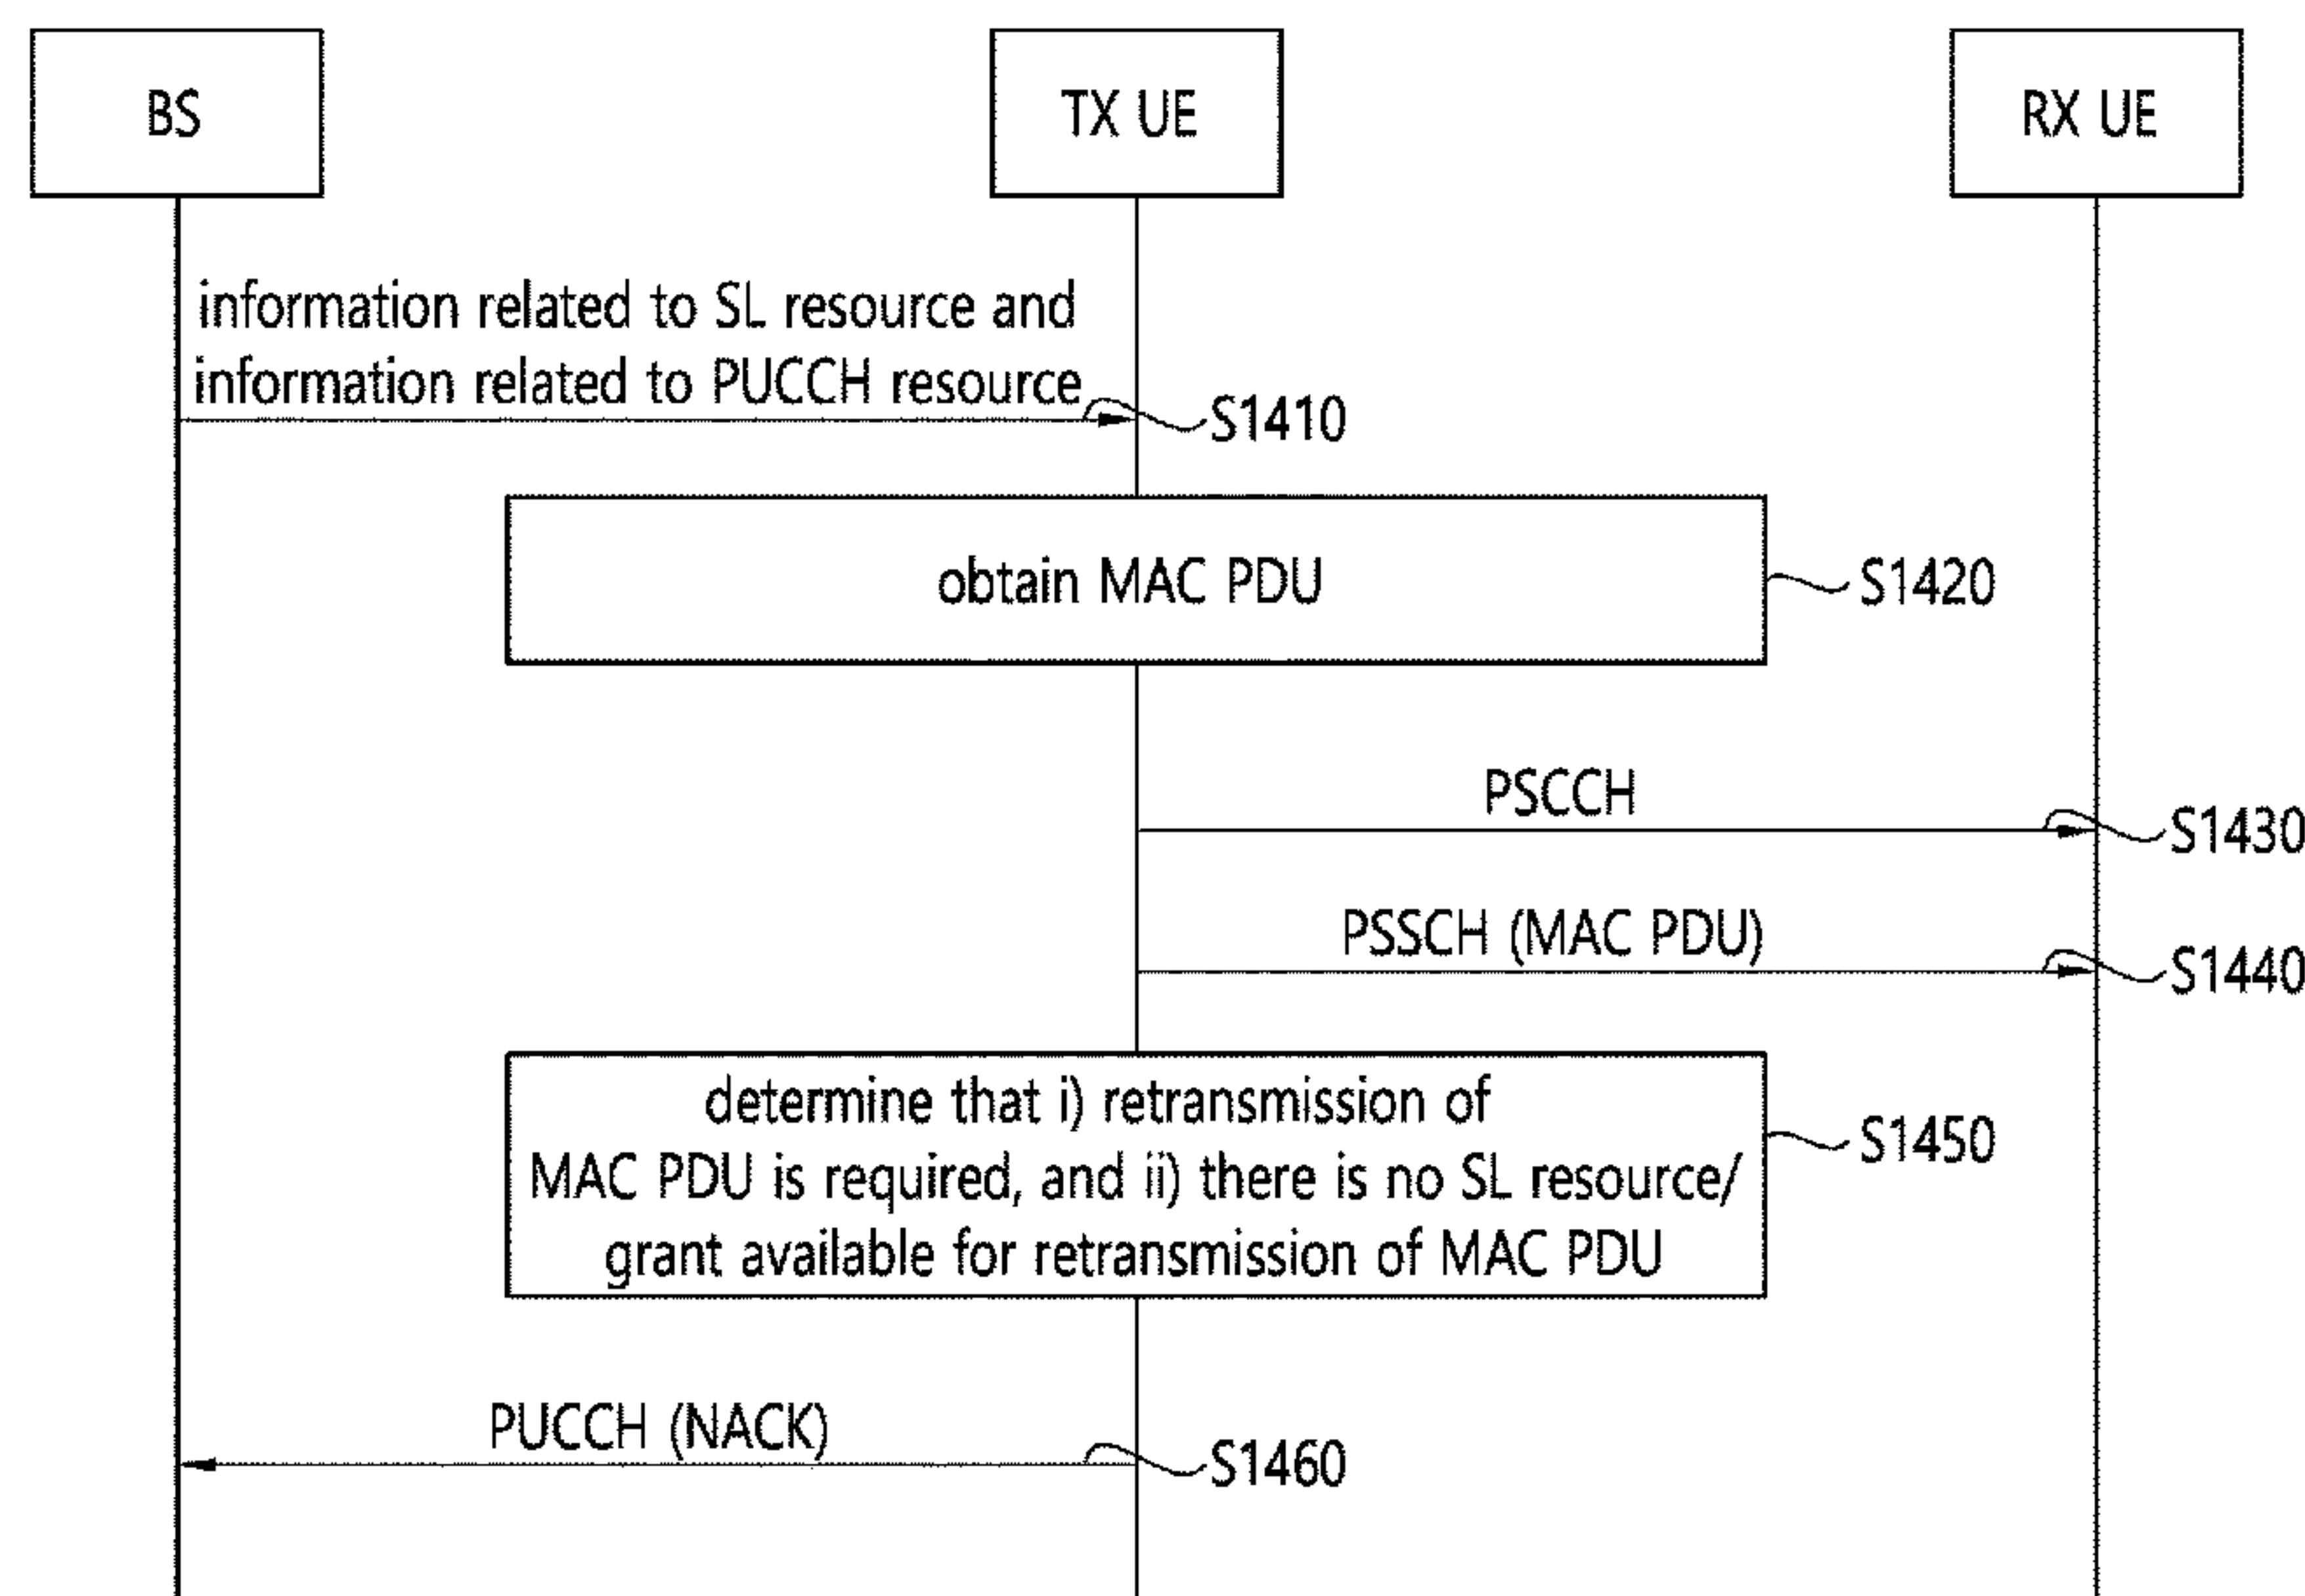 BS
TX UE
RX UE
information related to SL resource and
information related to PUCCH resource
S1410
obtain MAC PDU
S1420
PSCCH
S1430
PSSCH (MAC PDU)
S1440
determine that i) retransmission of
MAC PDU is required, and ii) there is no SL resource/
grant available for retransmission of MAC PDU
S1450
PUCCH (NACK)
S1460